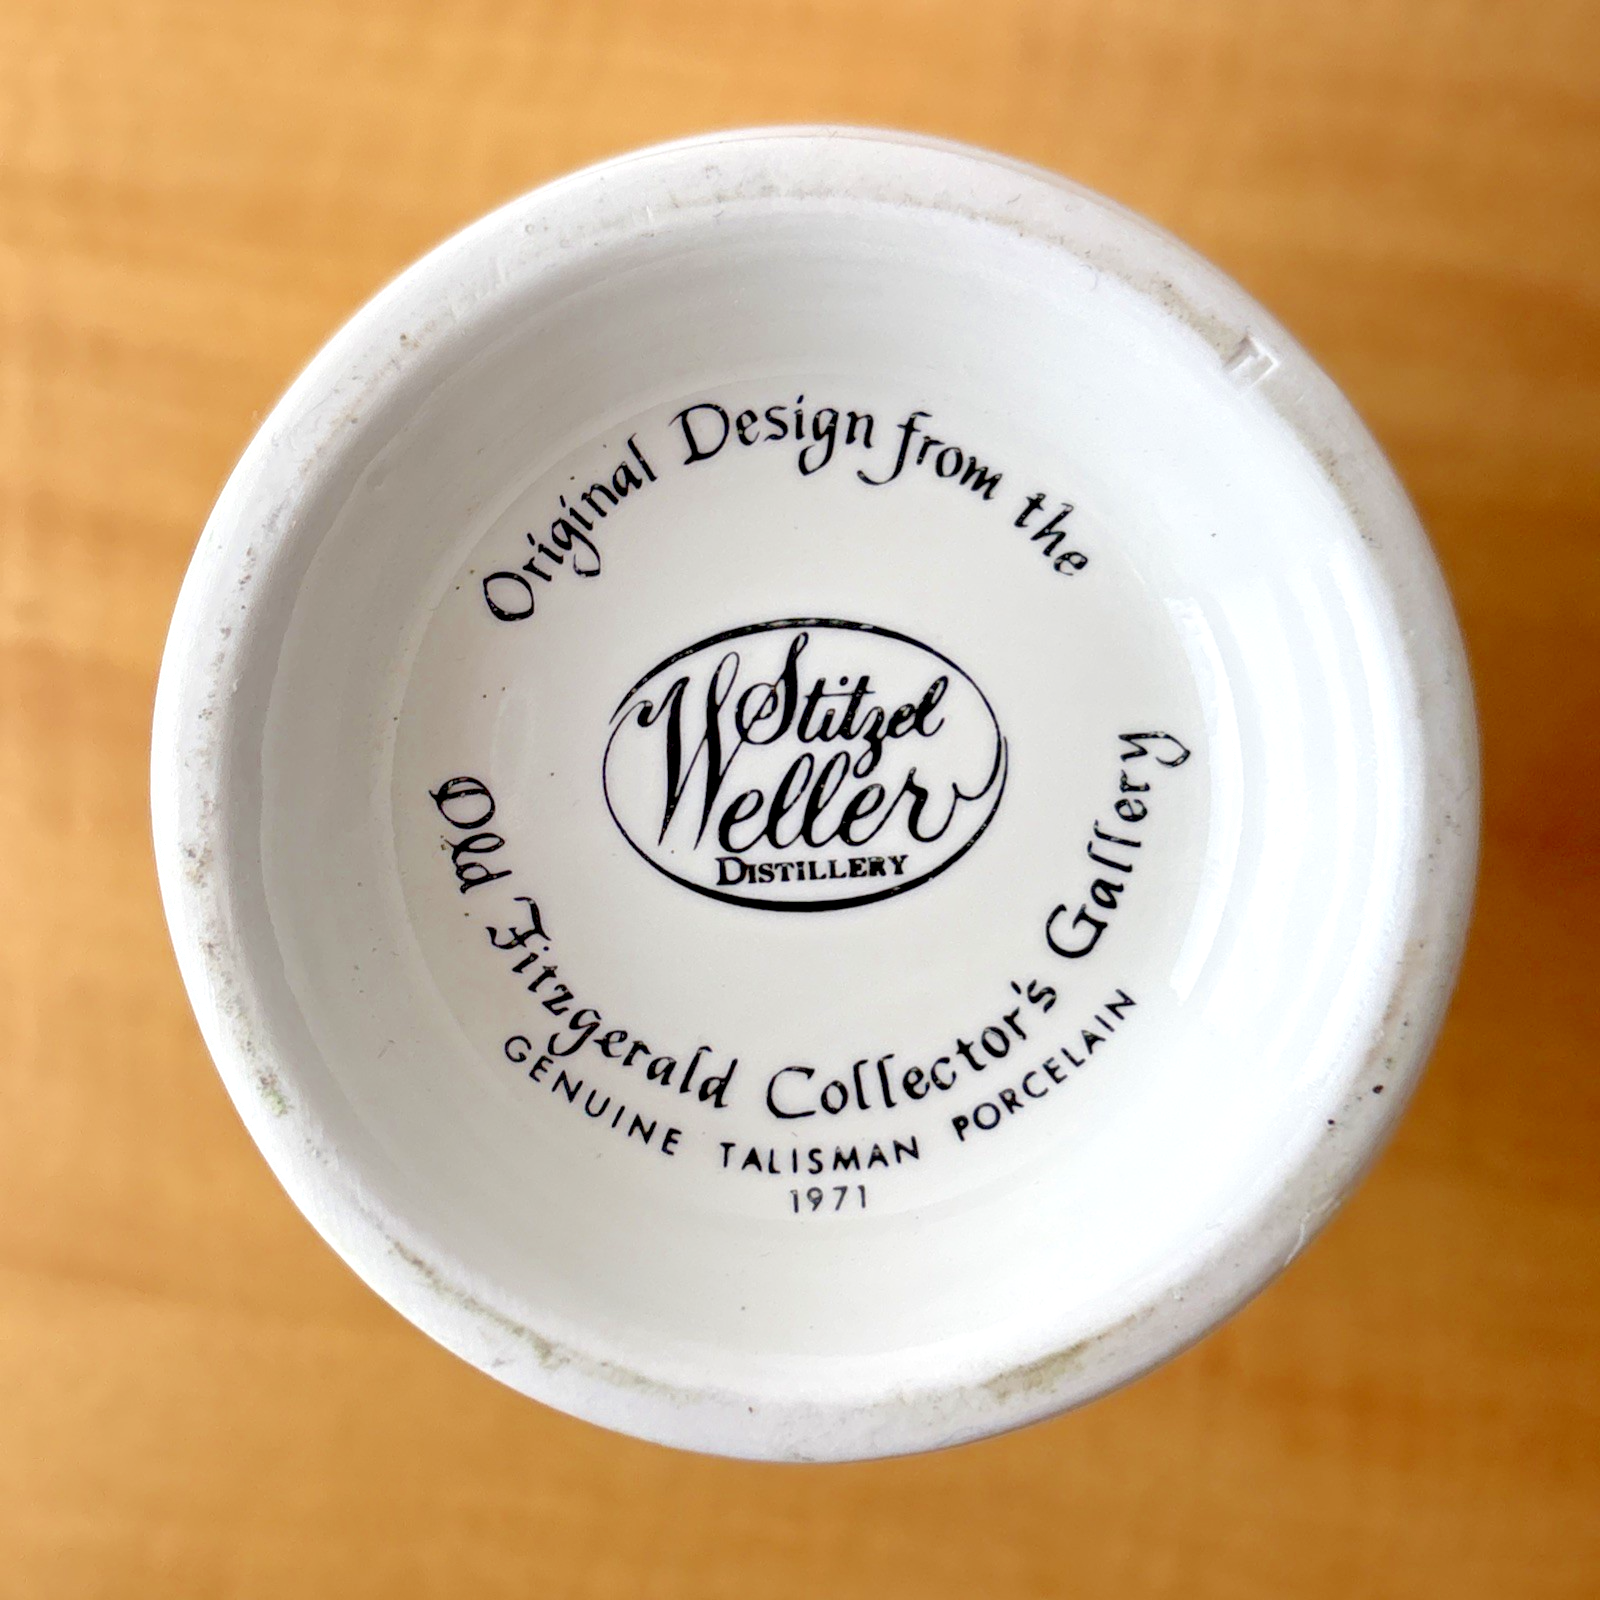 Original Design from the
Stitzel
Weller
DISTILLERY
Old Fitzgerald Collector's Gallery
GENUINE TALISMAN PORCELAIN
1971